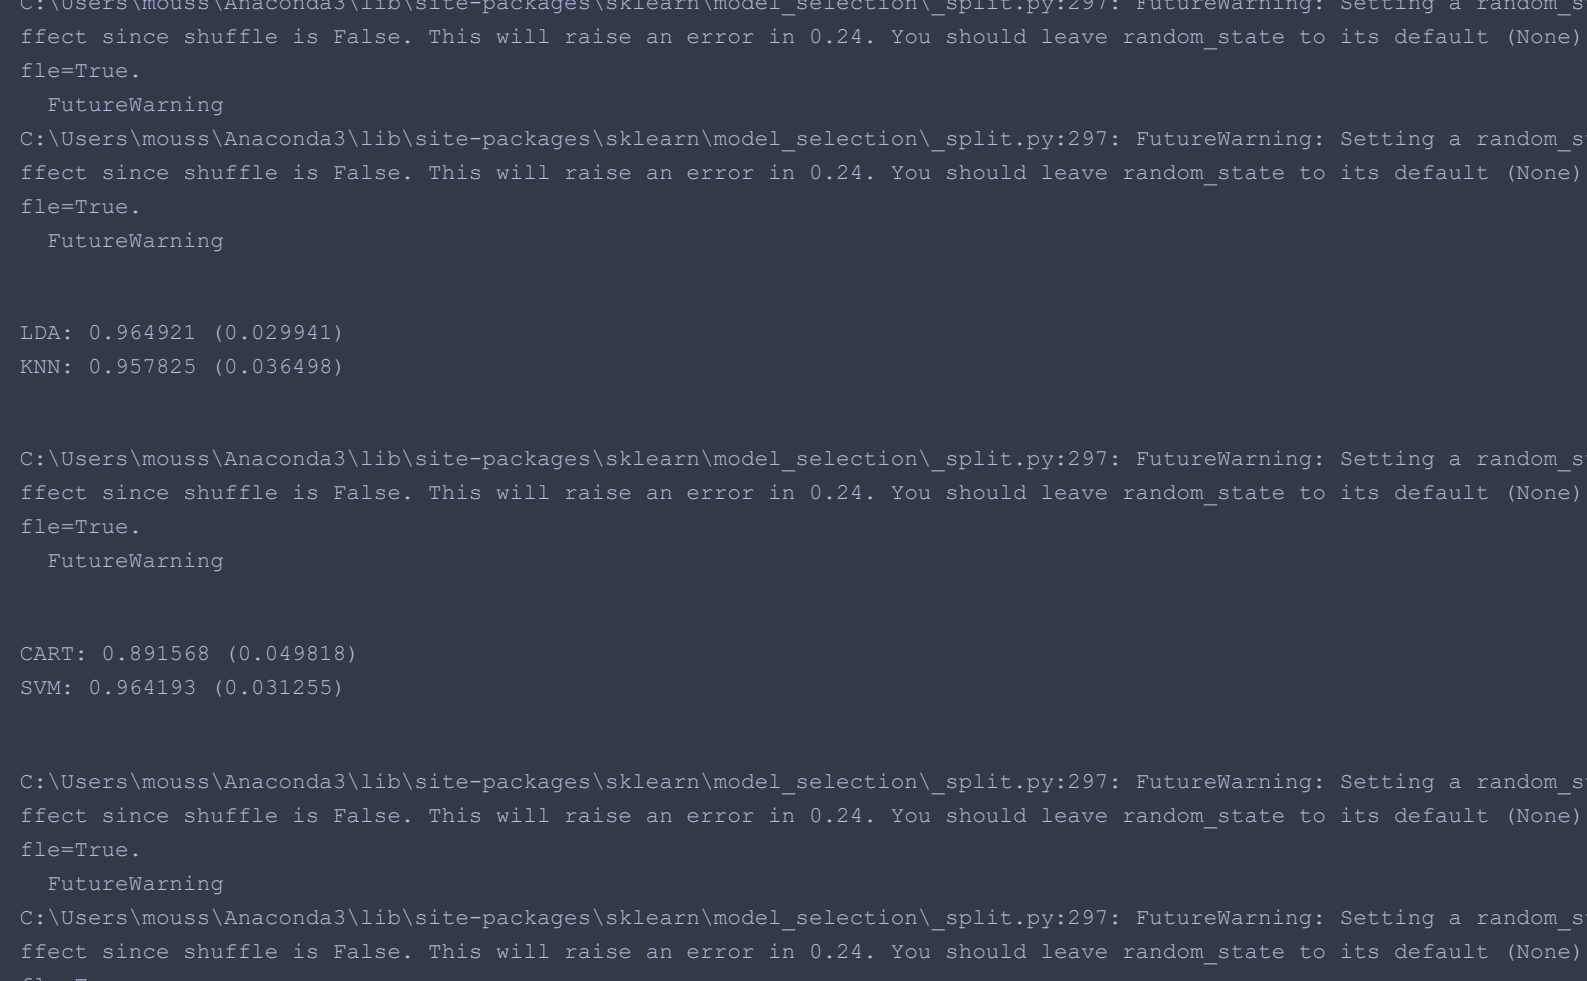 C:\Users\mouss\Anaconda3\lib\site-packages\sklearn\model_selection\_split.py:297: FutureWarning: Setting a random_s
ffect since shuffle is False. This will raise an error in 0.24. You should leave random_state to its default (None)
fle=True.
  FutureWarning
C:\Users\mouss\Anaconda3\lib\site-packages\sklearn\model_selection\_split.py:297: FutureWarning: Setting a random_s
ffect since shuffle is False. This will raise an error in 0.24. You should leave random_state to its default (None)
fle=True.
  FutureWarning
LDA: 0.964921 (0.029941)
KNN: 0.957825 (0.036498)
C:\Users\mouss\Anaconda3\lib\site-packages\sklearn\model_selection\_split.py:297: FutureWarning: Setting a random_s
ffect since shuffle is False. This will raise an error in 0.24. You should leave random_state to its default (None)
fle=True.
  FutureWarning
CART: 0.891568 (0.049818)
SVM: 0.964193 (0.031255)
C:\Users\mouss\Anaconda3\lib\site-packages\sklearn\model_selection\_split.py:297: FutureWarning: Setting a random_s
ffect since shuffle is False. This will raise an error in 0.24. You should leave random_state to its default (None)
fle=True.
  FutureWarning
C:\Users\mouss\Anaconda3\lib\site-packages\sklearn\model_selection\_split.py:297: FutureWarning: Setting a random_s
ffect since shuffle is False. This will raise an error in 0.24. You should leave random_state to its default (None)